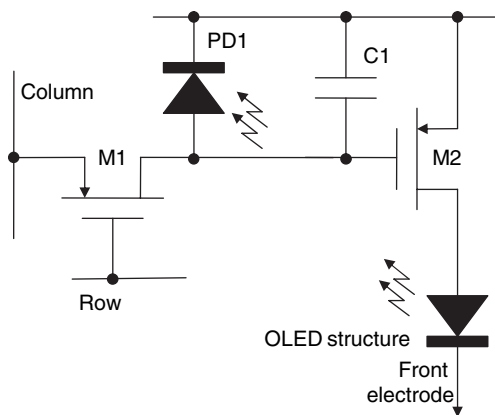 PD1
C1
Column
M1
M2
Row
OLED structure
Front
electrode